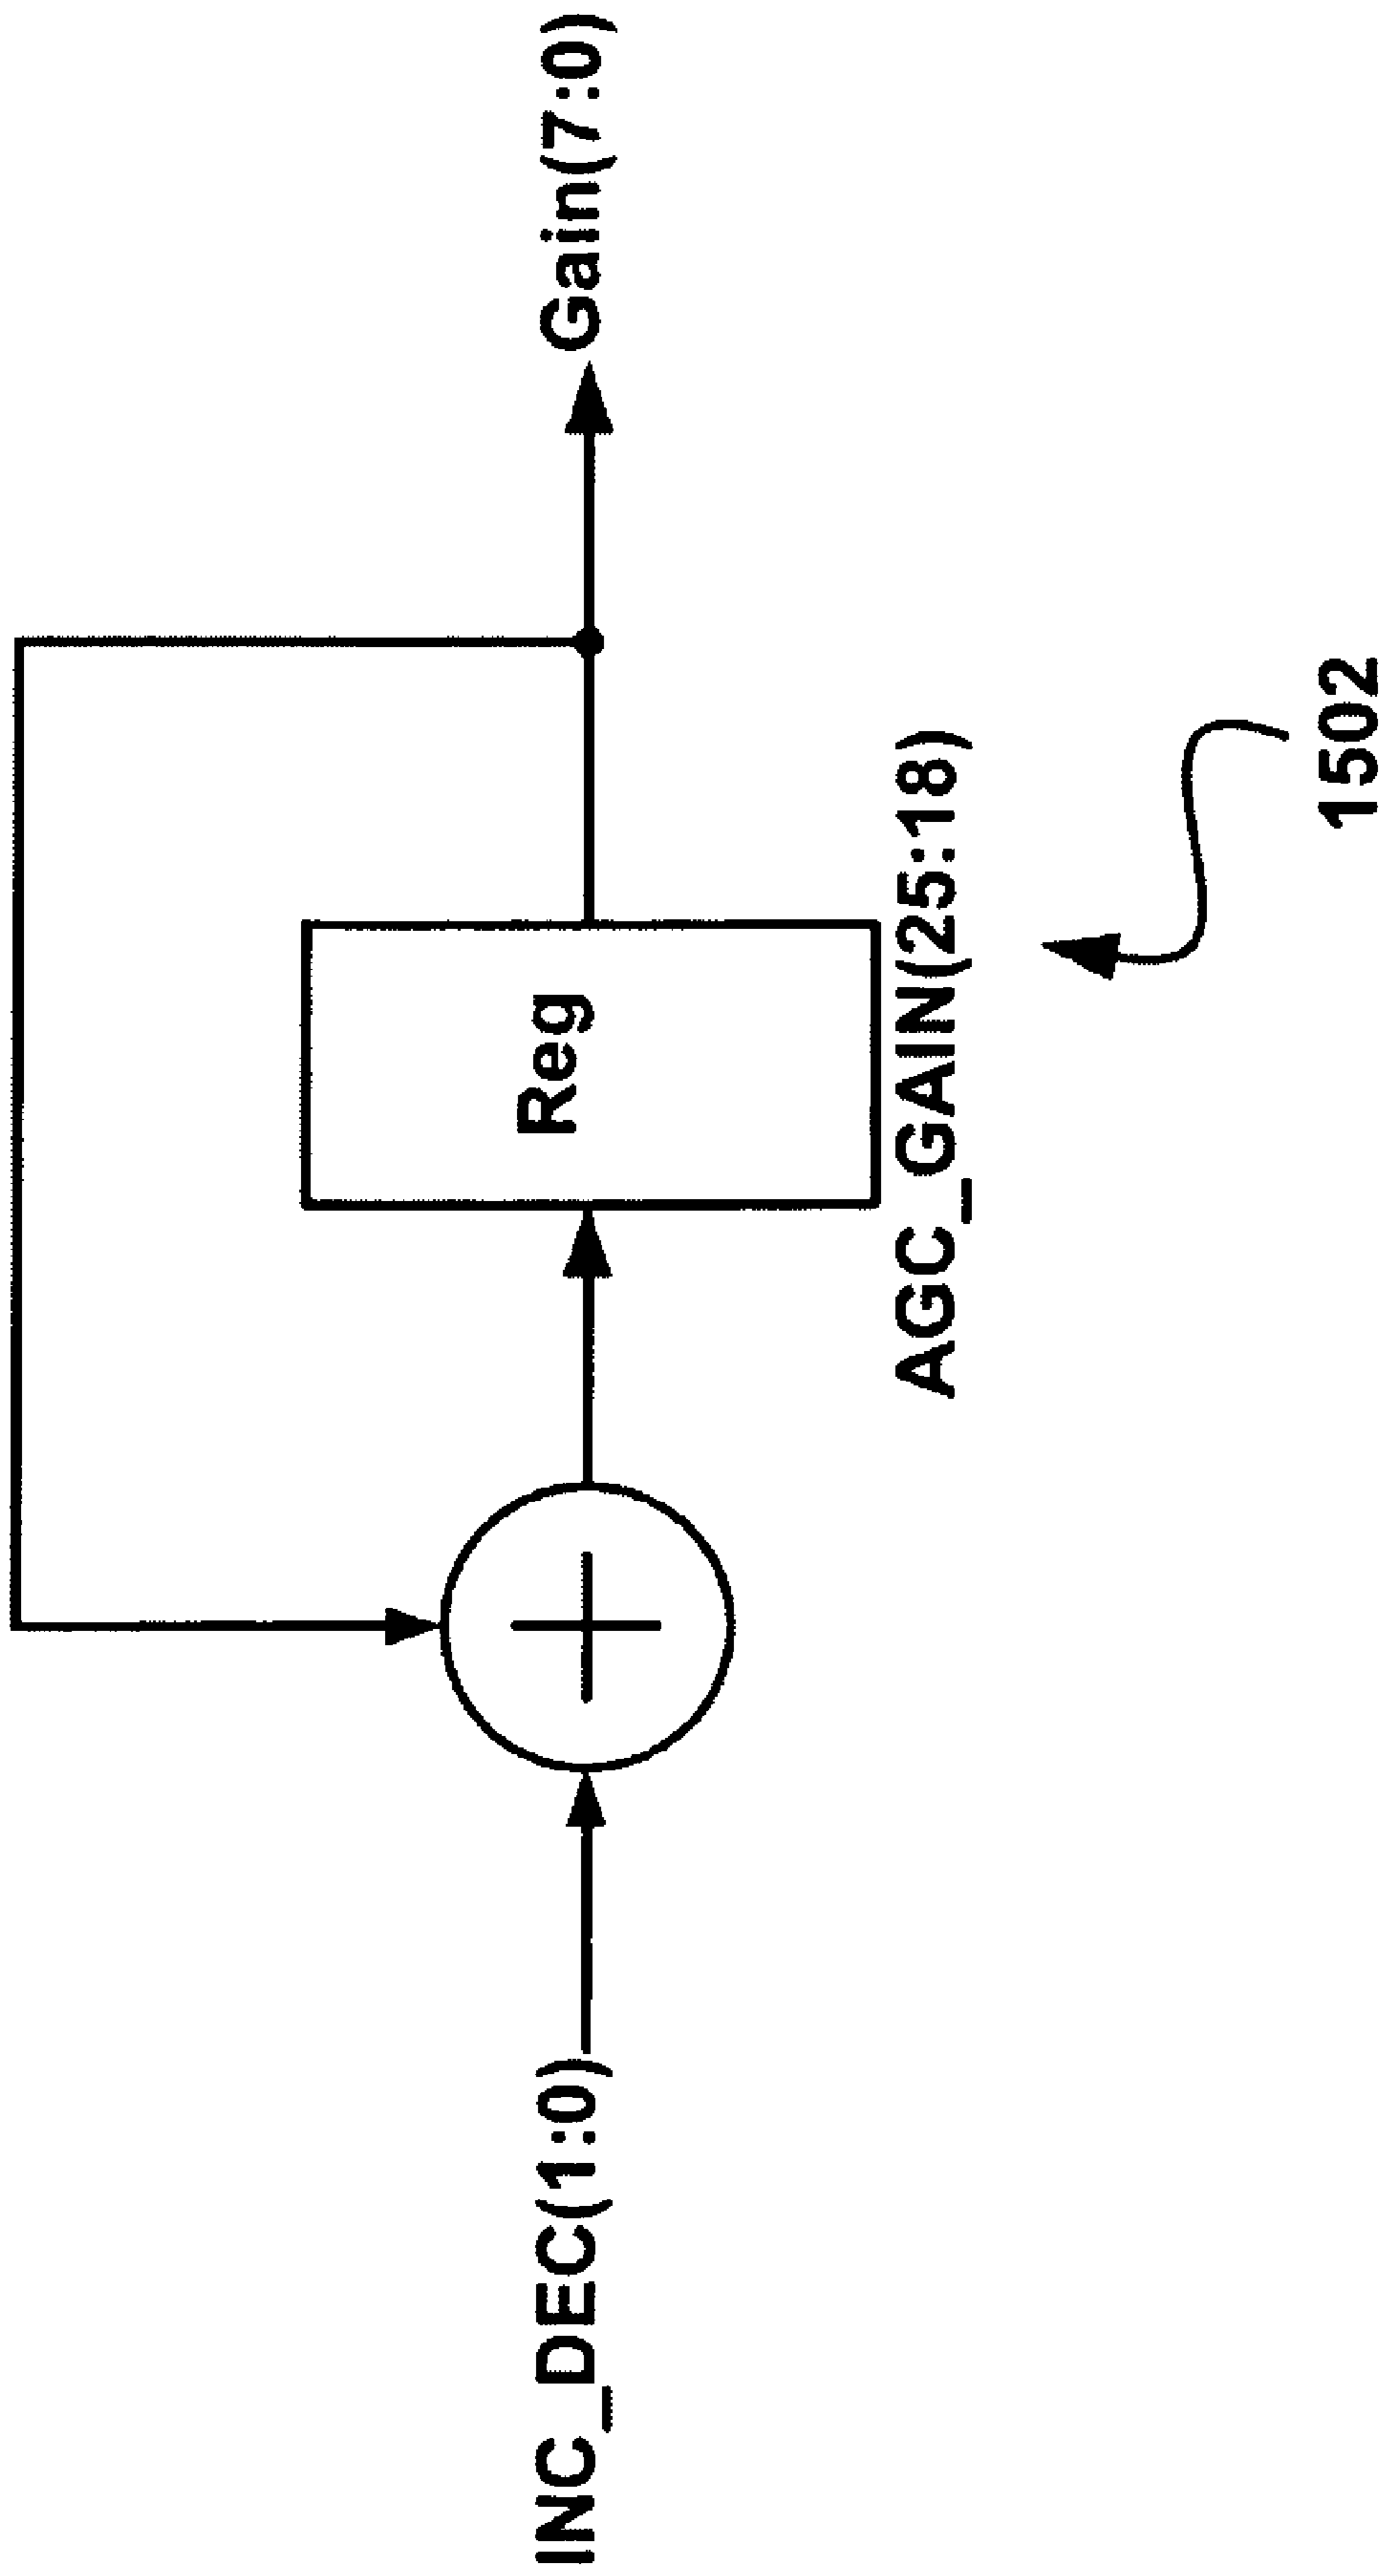 INC_DEC(1:0)
Reg
AGC_GAIN(25:18)
Gain(7:0)
1502